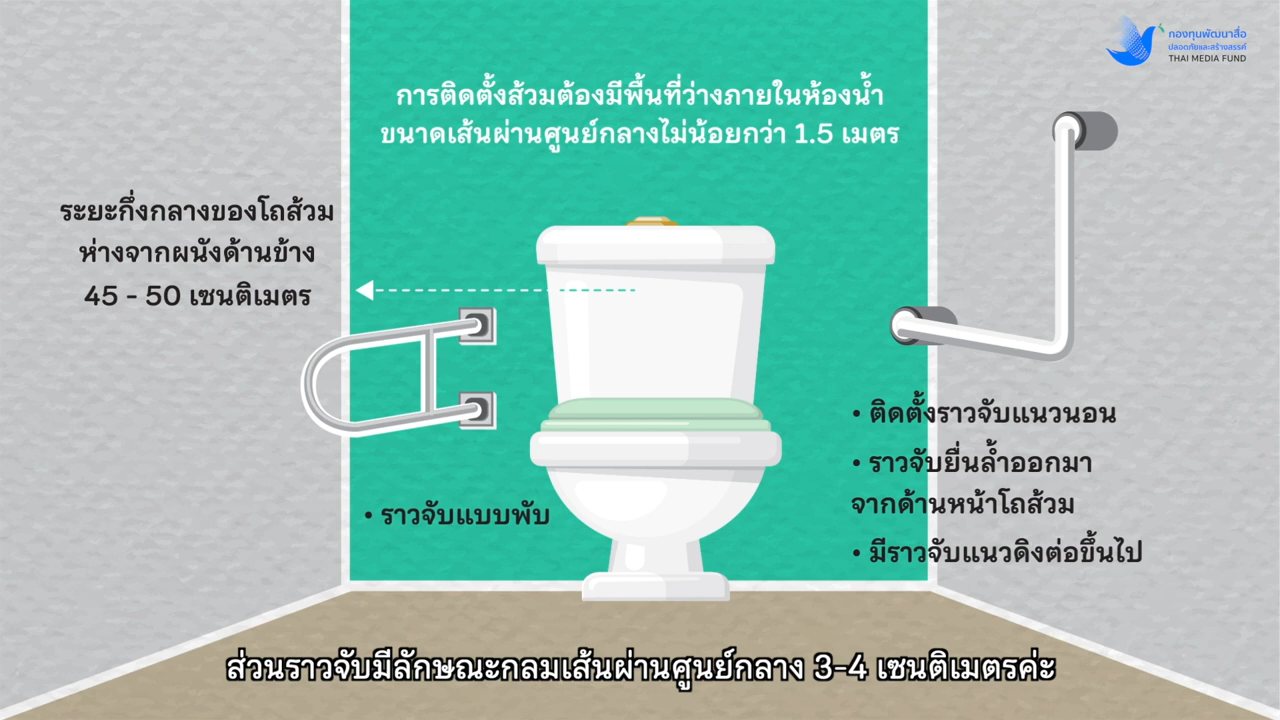 กองทุนพัฒนาสื่อ
ปลอดภัยและสร้างสรรค์
THAI MEDIA FUND
การติดตั้งส้วมต้องมีพื้นที่ว่างภายในห้องน้ำ
ขนาดเส้นผ่านศูนย์กลางไม่น้อยกว่า 1.5 เมตร
ระยะกึ่งกลางของโถส้วม
ห่างจากผนังด้านข้าง
45 - 50 เซนติเมตร
• ราวจับแบบพับ
• ติดตั้งราวจับแนวนอน
• ราวจับยื่นล้ำออกมา
จากด้านหน้าโถส้วม
• มีราวจับแนวดิงต่อขึ้นไป
ส่วนราวจับมีลักษณะกลมเส้นผ่านศูนย์กลาง 3-4 เซนติเมตรค่ะ